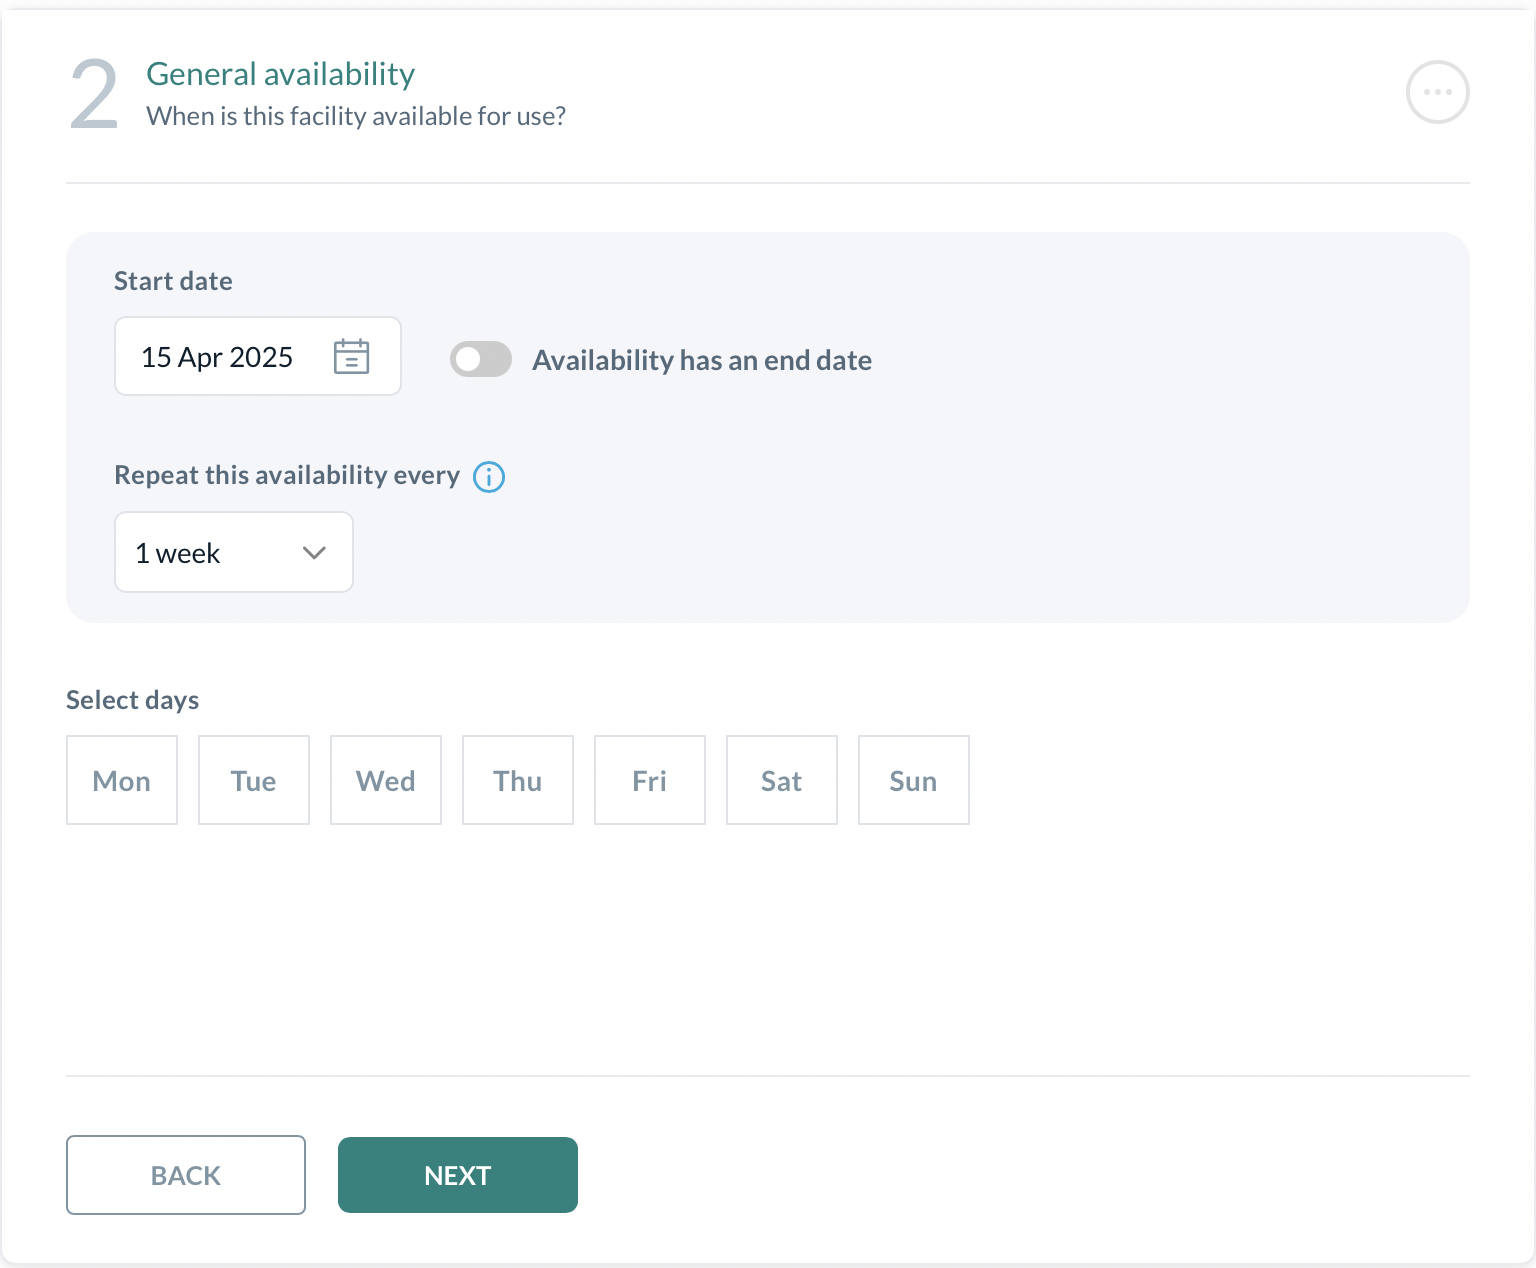 2
General availability
When is this facility available for use?
Start date
15 Apr 2025
Availability has an end date
Repeat this availability every
1 week
Select days
Mon Tue Wed Thu Fri Sat Sun
BACK NEXT